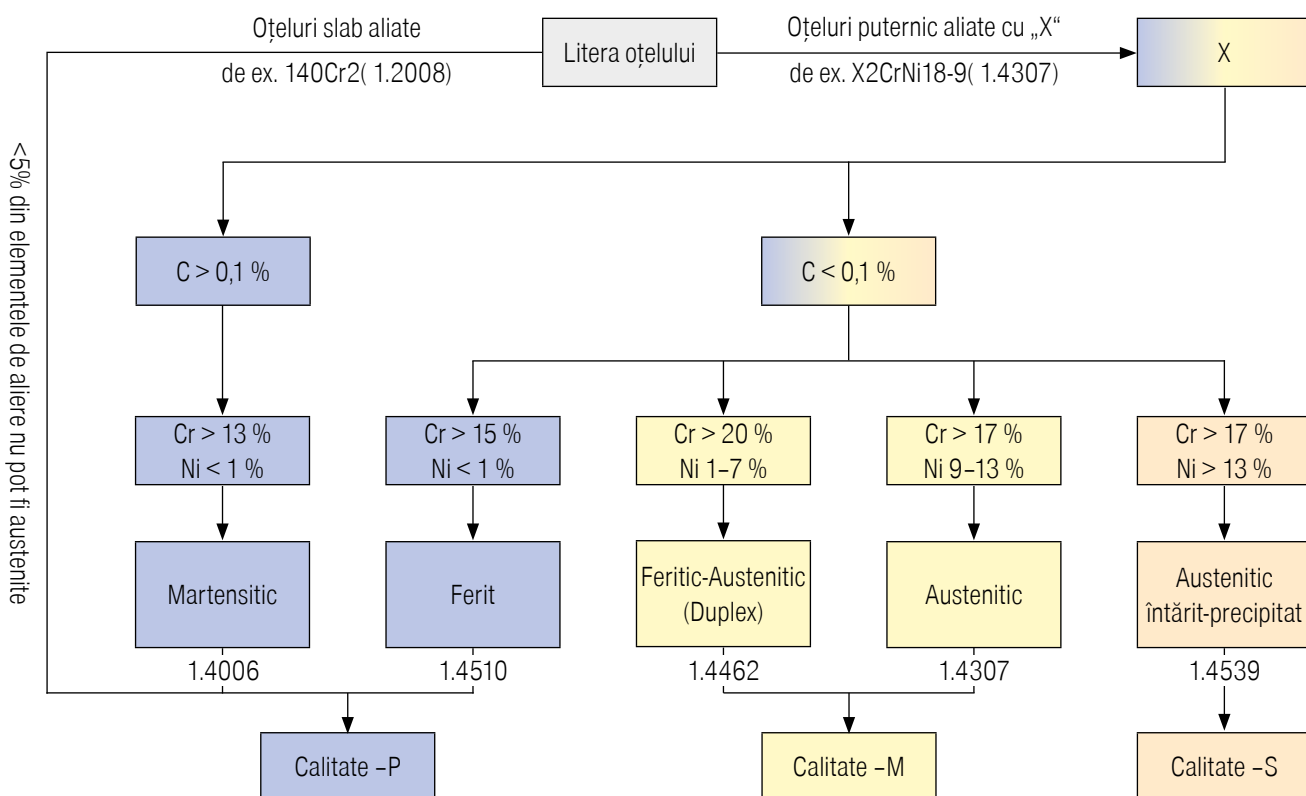 Oțeluri slab aliate
de ex. 140Cr2( 1.2008)
Litera oțelului
Oțeluri puternic aliate cu „X“
de ex. X2CrNi18-9( 1.4307)
X
<5% din elementele de aliere nu pot fi austenite
C > 0,1 %
C < 0,1 %
Cr > 13 %
Ni < 1 %
Cr > 15 %
Ni < 1 %
Cr > 20 %
Ni 1–7 %
Cr > 17 %
Ni 9–13 %
Cr > 17 %
Ni > 13 %
Martensitic
Ferit
Feritic-Austenitic
(Duplex)
Austenitic
Austenitic
întărit-precipitat
1.4006
1.4510
1.4462
1.4307
1.4539
Calitate –P
Calitate –M
Calitate –S